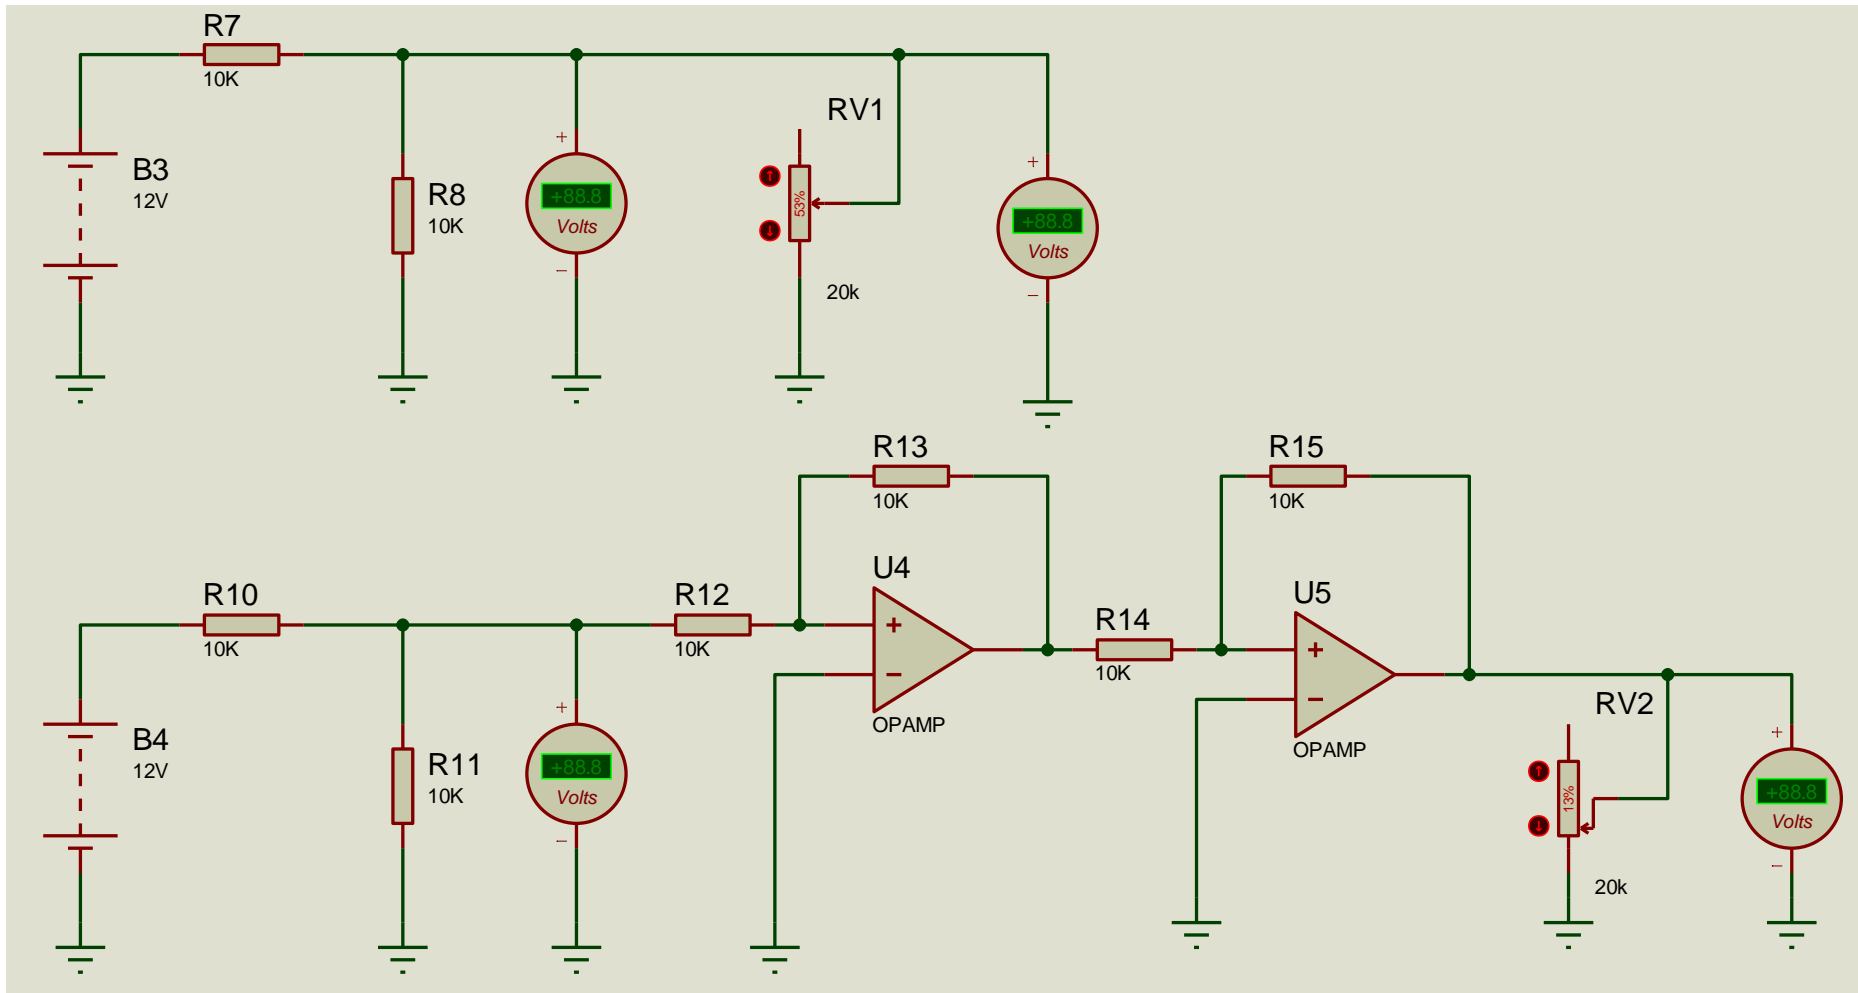 R7
10K
RV1
B3
12V
R8
10K
+88.8
Volts
53%
+88.8
Volts
20k
R13
10K
R15
10K
U4
R10
10K
R12
10K
U5
R14
10K
RV2
OPAMP
OPAMP
B4
12V
R11
10K
+88.8
Volts
13%
+88.8
Volts
20k